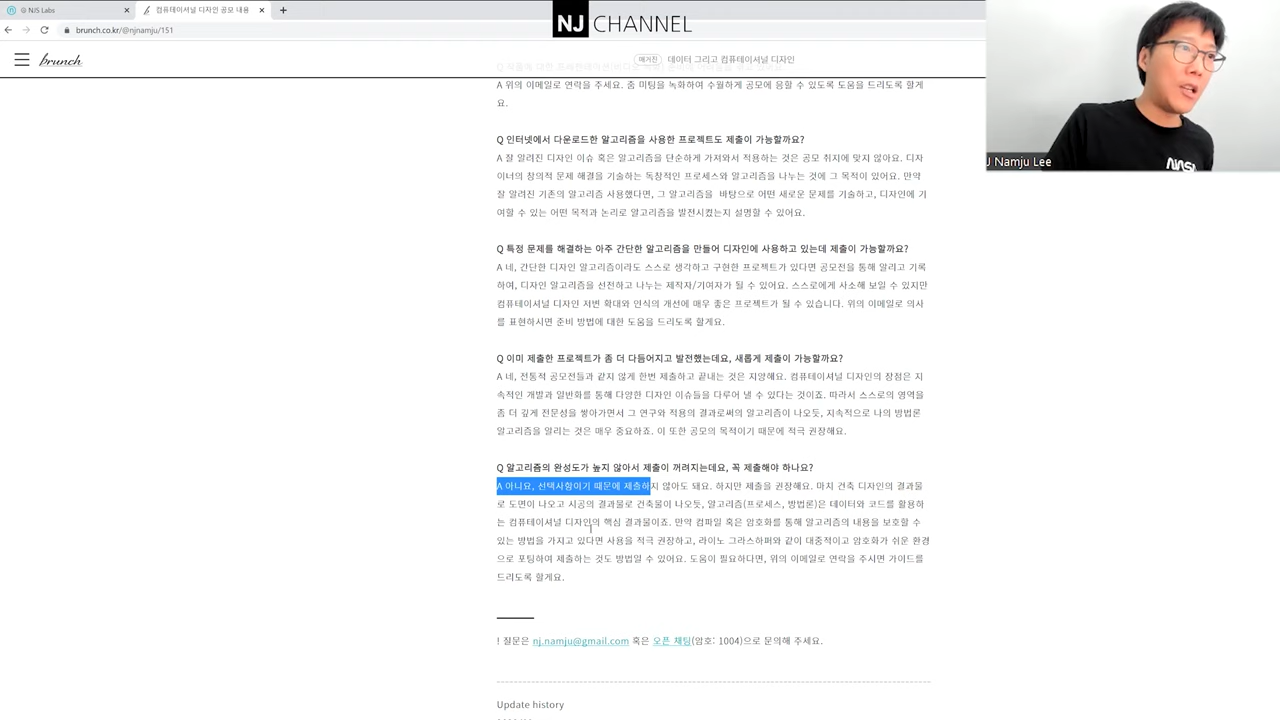 NJS Labs
컴퓨테이셔널 디자인 공모 내용
NJ CHANNEL
brunch.co.kr/@njnamju/151
brunch
매거진 데이터 그리고 컴퓨테이셔널 디자인
A 위의 이메일로 연락을 주세요. 줌 미팅을 녹화하여 수월하게 공모에 응할 수 있도록 도움을 드리도록 할게
요.
Q 인터넷에서 다운로드한 알고리즘을 사용한 프로젝트도 제출이 가능할까요?
A 잘 알려진 디자인 이슈 혹은 알고리즘을 단순하게 가져와서 적용하는 것은 공모 취지에 맞지 않아요. 디자
이너의 창의적 문제 해결을 기술하는 독창적인 프로세스와 알고리즘을 나누는 것에 그 목적이 있어요. 만약
잘 알려진 기존의 알고리즘 사용했다면, 그 알고리즘을 바탕으로 어떤 새로운 문제를 기술하고, 디자인에 기
여할 수 있는 어떤 목적과 논리로 알고리즘을 발전시켰는지 설명할 수 있어요.
Q 특정 문제를 해결하는 아주 간단한 알고리즘을 만들어 디자인에 사용하고 있는데 제출이 가능할까요?
A 네, 간단한 디자인 알고리즘이라도 스스로 생각하고 구현한 프로젝트가 있다면 공모전을 통해 알리고 기록
하여, 디자인 알고리즘을 선전하고 나누는 제작자/기여자가 될 수 있어요. 스스로에게 사소해 보일 수 있지만
컴퓨테이셔널 디자인 저변 확대와 인식의 개선에 매우 좋은 프로젝트가 될 수 있습니다. 위의 이메일로 의사
를 표현하시면 준비 방법에 대한 도움을 드리도록 할게요.
Q 이미 제출한 프로젝트가 좀 더 다듬어지고 발전했는데요, 새롭게 제출이 가능할까요?
A 네, 전통적 공모전들과 같지 않게 한번 제출하고 끝내는 것은 지양해요. 컴퓨테이셔널 디자인의 장점은 지
속적인 개발과 일반화를 통해 다양한 디자인 이슈들을 다루어 낼 수 있다는 것이죠. 따라서 스스로의 영역을
좀 더 깊게 전문성을 쌓아가면서 그 연구와 적용의 결과로써의 알고리즘이 나오듯, 지속적으로 나의 방법론
알고리즘을 알리는 것은 매우 중요하죠. 이 또한 공모의 목적이기 때문에 적극 권장해요.
Q 알고리즘의 완성도가 높지 않아서 제출이 꺼려지는데요, 꼭 제출해야 하나요?
A 아니요, 선택사항이기 때문에 제출하지 않아도 돼요. 하지만 제출을 권장해요. 마치 건축 디자인의 결과물
로 도면이 나오고 시공의 결과물로 건축물이 나오듯, 알고리즘(프로세스, 방법론)은 데이터와 코드를 활용하
는 컴퓨테이셔널 디자인의 핵심 결과물이죠. 만약 컴파일 혹은 암호화를 통해 알고리즘의 내용을 보호할 수
있는 방법을 가지고 있다면 사용을 적극 권장하고, 라이노 그라스하퍼와 같이 대중적이고 암호화가 쉬운 환경
으로 포팅하여 제출하는 것도 방법일 수 있어요. 도움이 필요하다면, 위의 이메일로 연락을 주시면 가이드를
드리도록 할게요.
! 질문은 nj.namju@gmail.com 혹은 오픈 채팅(암호: 1004)으로 문의해 주세요.
Update history
J Namju Lee